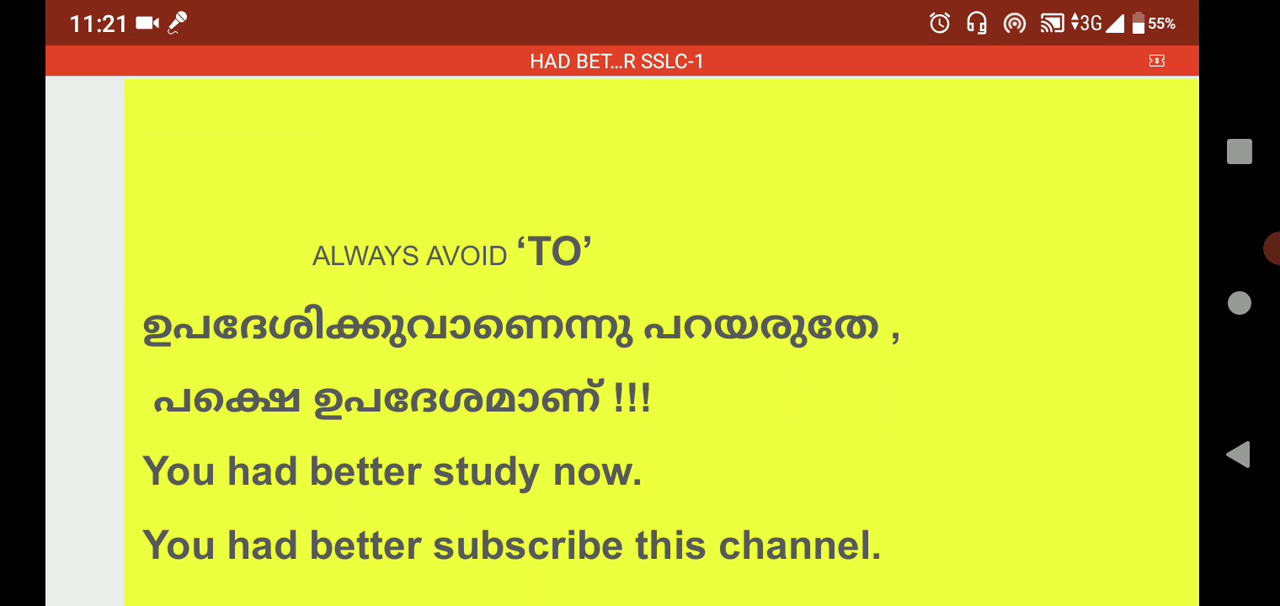 11:21 3G 55%
HAD BET...R SSLC-1
ALWAYS AVOID ‘TO’
ഉപദേശിക്കുവാണെന്നു പറയരുതേ ,
പക്ഷെ ഉപദേശമാണ് !!!
You had better study now.
You had better subscribe this channel.